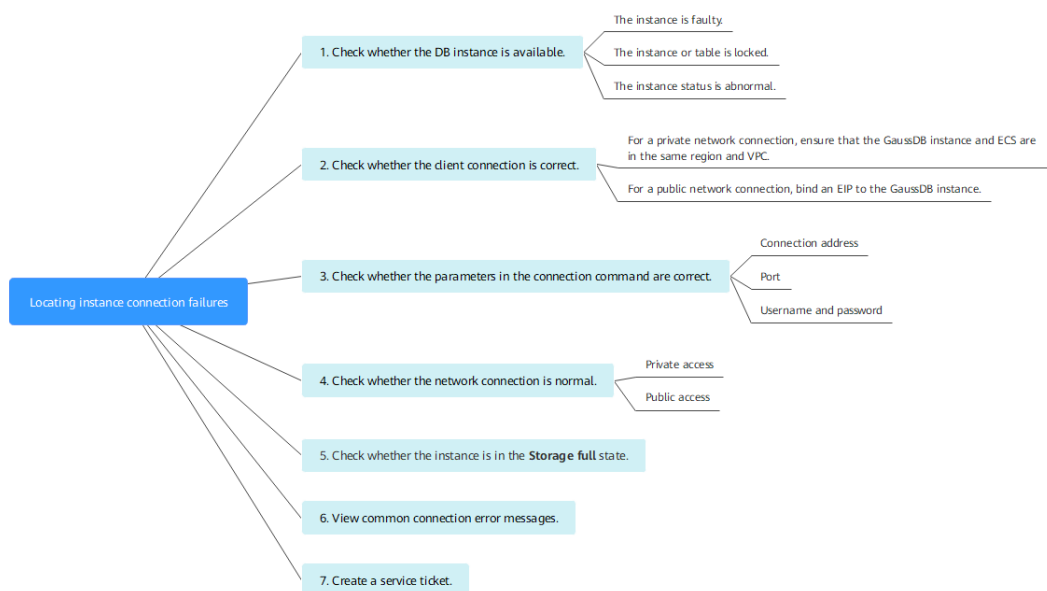 Locating instance connection failures
1. Check whether the DB instance is available.
The instance is faulty.
The instance or table is locked.
The instance status is abnormal.
2. Check whether the client connection is correct.
For a private network connection, ensure that the GaussDB instance and ECS are
in the same region and VPC.
For a public network connection, bind an EIP to the GaussDB instance.
3. Check whether the parameters in the connection command are correct.
Connection address
Port
Username and password
4. Check whether the network connection is normal.
Private access
Public access
5. Check whether the instance is in the Storage full state.
6. View common connection error messages.
7. Create a service ticket.